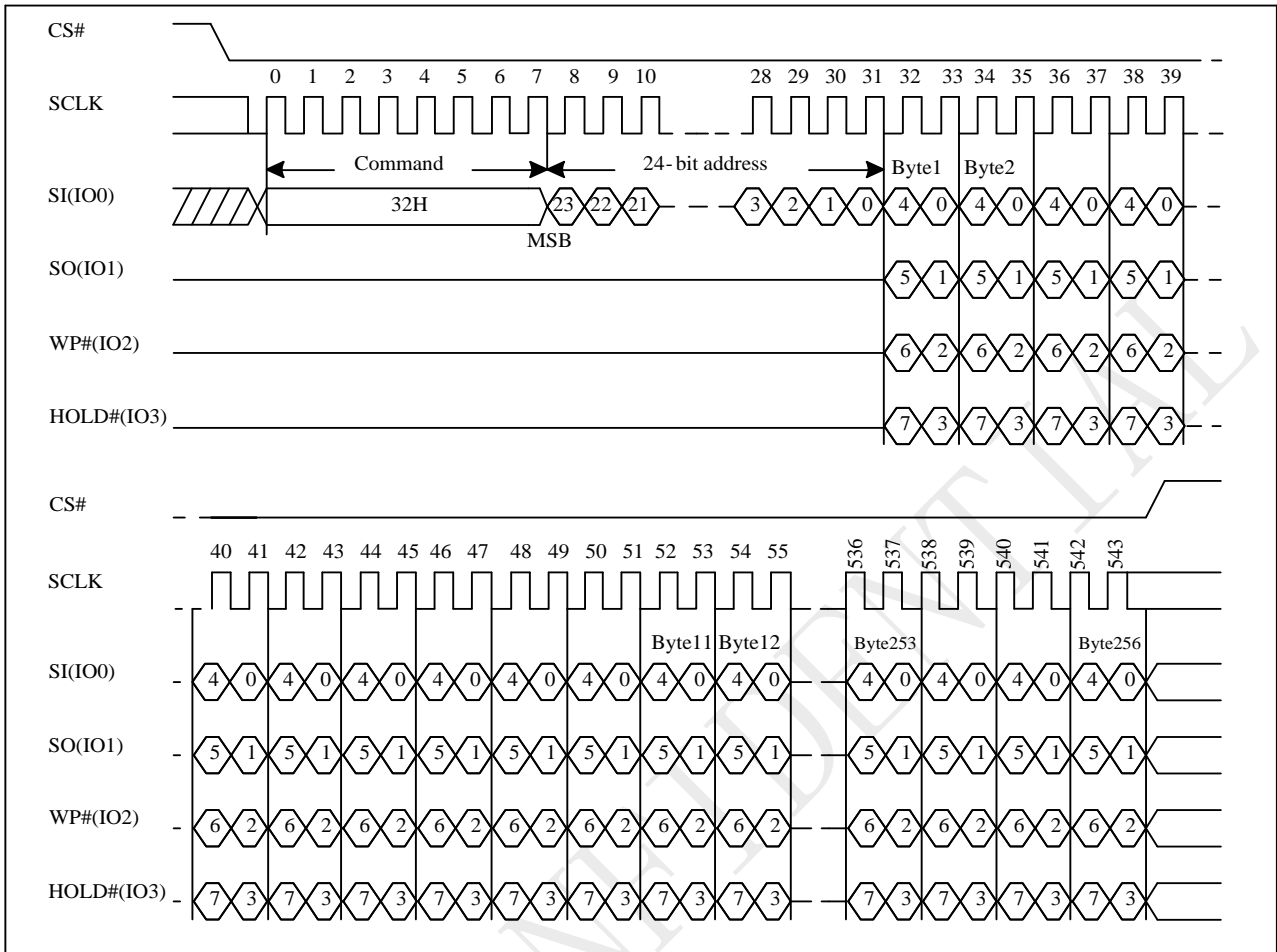 CS#
0 1 2 3 4 5 6 7 8 9 10 28 29 30 31 32 33 34 35 36 37 38 39
SCLK
Command 24-bit address Byte1 Byte2
SI(IO0) 32H 23 22 21 3 2 1 0 4 0 4 0 4 0 4 0
MSB
SO(IO1) 5 1 5 1 5 1 5 1
WP#(IO2) 6 2 6 2 6 2 6 2
HOLD#(IO3) 7 3 7 3 7 3 7 3
CS#
40 41 42 43 44 45 46 47 48 49 50 51 52 53 54 55 536 537 538 539 540 541 542 543
SCLK
Byte11 Byte12 Byte253 Byte256
SI(IO0) 4 0 4 0 4 0 4 0 4 0 4 0 4 0 4 0 4 0 4 0 4 0 4 0
SO(IO1) 5 1 5 1 5 1 5 1 5 1 5 1 5 1 5 1 5 1 5 1 5 1 5 1
WP#(IO2) 6 2 6 2 6 2 6 2 6 2 6 2 6 2 6 2 6 2 6 2 6 2 6 2
HOLD#(IO3) 7 3 7 3 7 3 7 3 7 3 7 3 7 3 7 3 7 3 7 3 7 3 7 3
NFIDENTIAL